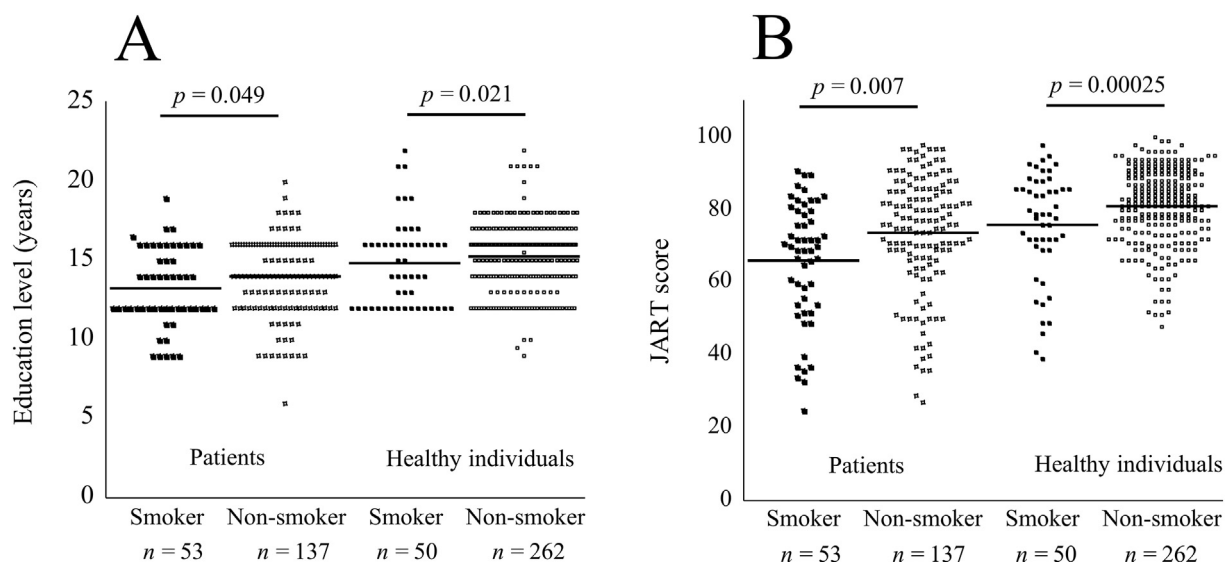 A
Education level (years)
25
20
15
10
5
0
p = 0.049
p = 0.021
Patients
Healthy individuals
Smoker
Non-smoker
Smoker
Non-smoker
n = 53
n = 137
n = 50
n = 262
B
JART score
100
80
60
40
20
0
p = 0.007
p = 0.00025
Patients
Healthy individuals
Smoker
Non-smoker
Smoker
Non-smoker
n = 53
n = 137
n = 50
n = 262